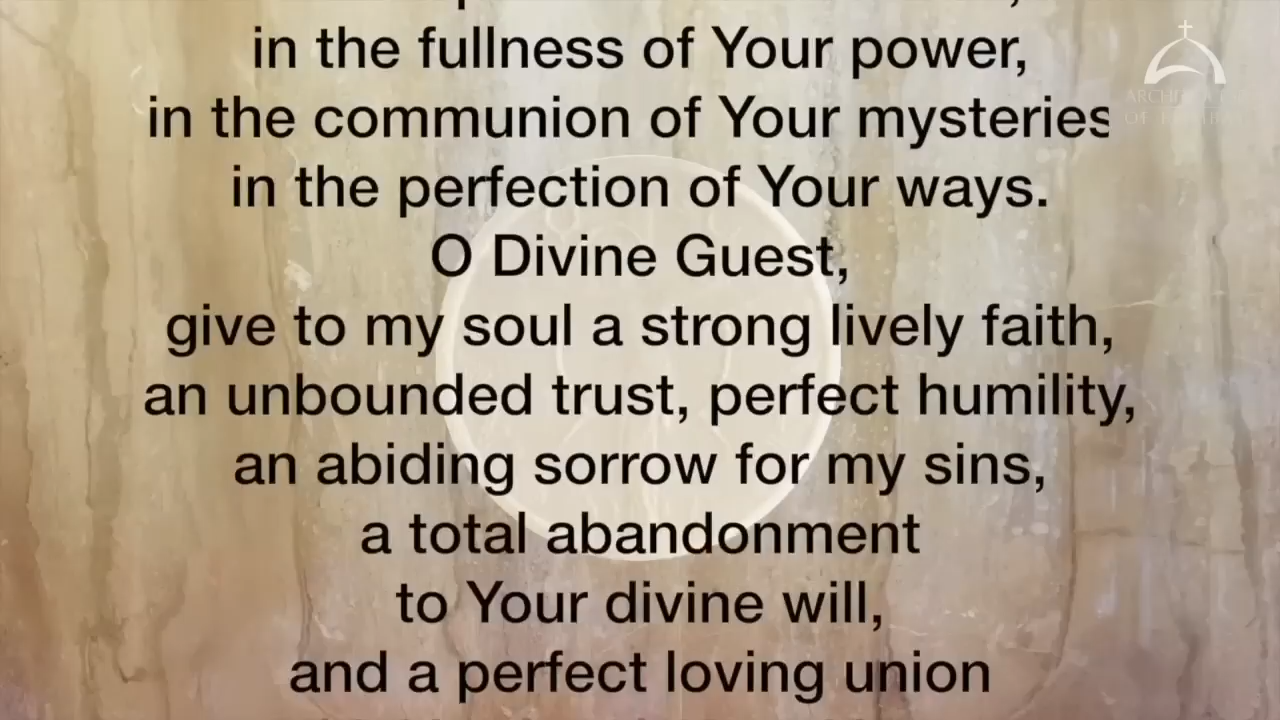 in the fullness of Your power,
in the communion of Your mysteries
in the perfection of Your ways.
O Divine Guest,
give to my soul a strong lively faith,
an unbounded trust, perfect humility,
an abiding sorrow for my sins,
a total abandonment
to Your divine will,
and a perfect loving union